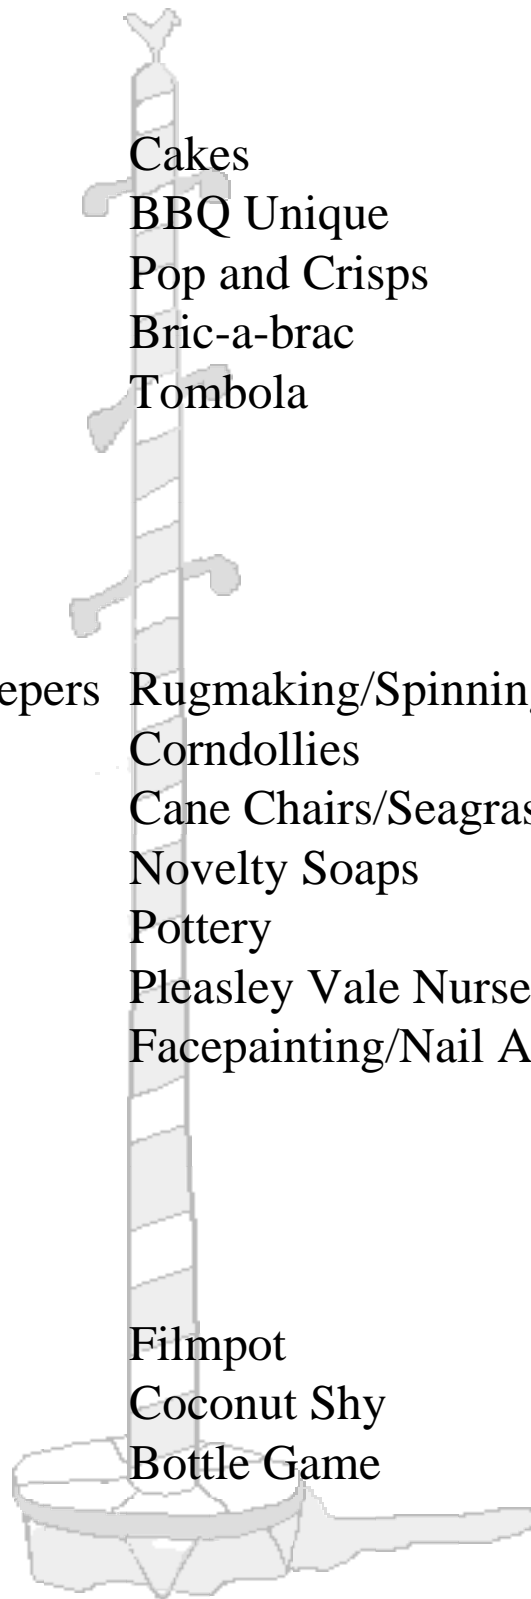 Cakes
BBQ Unique
Pop and Crisps
Bric-a-brac
Tombola
epers Rugmaking/Spinning
Corndollies
Cane Chairs/Seagras
Novelty Soaps
Pottery
Pleasley Vale Nurse
Facepainting/Nail A
Filmpot
Coconut Shy
Bottle Game